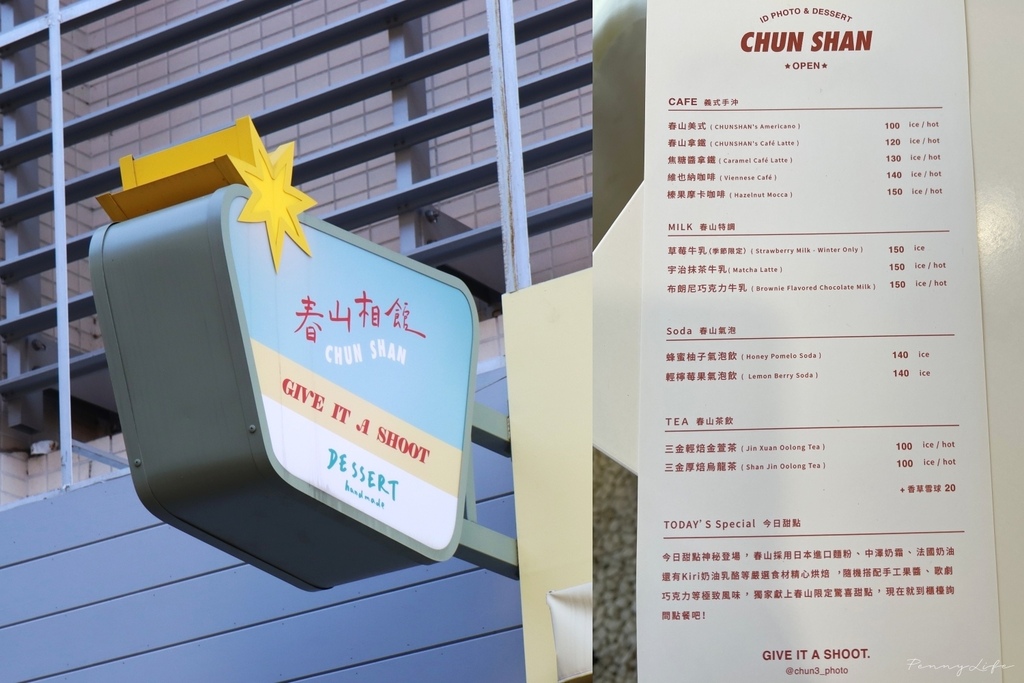 春山相館
CHUN SHAN
GIVE IT A SHOOT
DESSERT
handmade
ID PHOTO & DESSERT
CHUN SHAN
★OPEN★
CAFE 義式手沖
春山美式 ( CHUNSHAN's Americano ) 100 ice / hot
春山拿鐵 ( CHUNSHAN's Café Latte ) 120 ice / hot
焦糖醬拿鐵 ( Caramel Café Latte ) 130 ice / hot
維也納咖啡 ( Viennese Café ) 140 ice / hot
榛果摩卡咖啡 ( Hazelnut Mocca ) 150 ice / hot
MILK 春山特調
草莓牛乳(季節限定) ( Strawberry Milk - Winter Only ) 150 ice
宇治抹茶牛乳( Matcha Latte ) 150 ice / hot
布朗尼巧克力牛乳 ( Brownie Flavored Chocolate Milk ) 150 ice / hot
Soda 春山氣泡
蜂蜜柚子氣泡飲 ( Honey Pomelo Soda ) 140 ice
輕檸莓果氣泡飲 ( Lemon Berry Soda ) 140 ice
TEA 春山茶飲
三金輕焙金萱茶 ( Jin Xuan Oolong Tea ) 100 ice / hot
三金厚焙烏龍茶 ( Shan Jin Oolong Tea ) 100 ice / hot
+ 香草雪球 20
TODAY'S Special 今日甜點
今日甜點神秘登場，春山採用日本進口麵粉、中澤奶霜、法國奶油
還有Kiri奶油乳酪等嚴選食材精心烘焙，隨機搭配手工果醬、歌劇
巧克力等極致風味，獨家獻上春山限定驚喜甜點，現在就到櫃檯詢
問點餐吧!
GIVE IT A SHOOT.
@chun3_photo
PennyLife